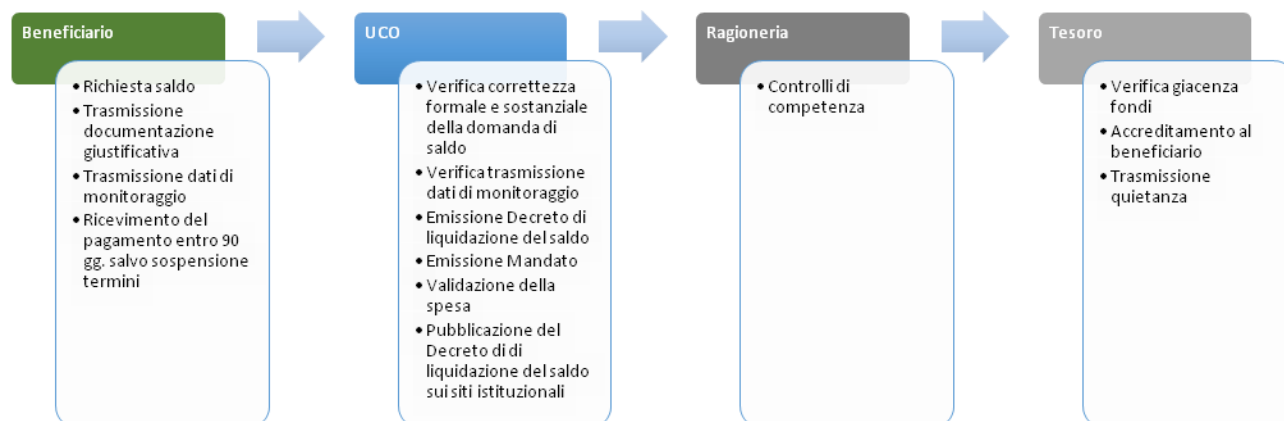 Beneficiario
• Richiesta saldo
• Trasmissione
documentazione
giustificativa
• Trasmissione dati di
monitoraggio
• Ricevimento del
pagamento entro 90
gg. salvo sospensione
termini
UCO
• Verifica correttezza
formale e sostanziale
della domanda di
saldo
• Verifica trasmissione
dati di monitoraggio
• Emissione Decreto di
liquidazione del saldo
• Emissione Mandato
• Validazione della
spesa
• Pubblicazione del
Decreto di di
liquidazione del saldo
sui siti istituzionali
Ragioneria
• Controlli di
competenza
Tesoro
• Verifica giacenza
fondi
• Accreditamento al
beneficiario
• Trasmissione
quietanza